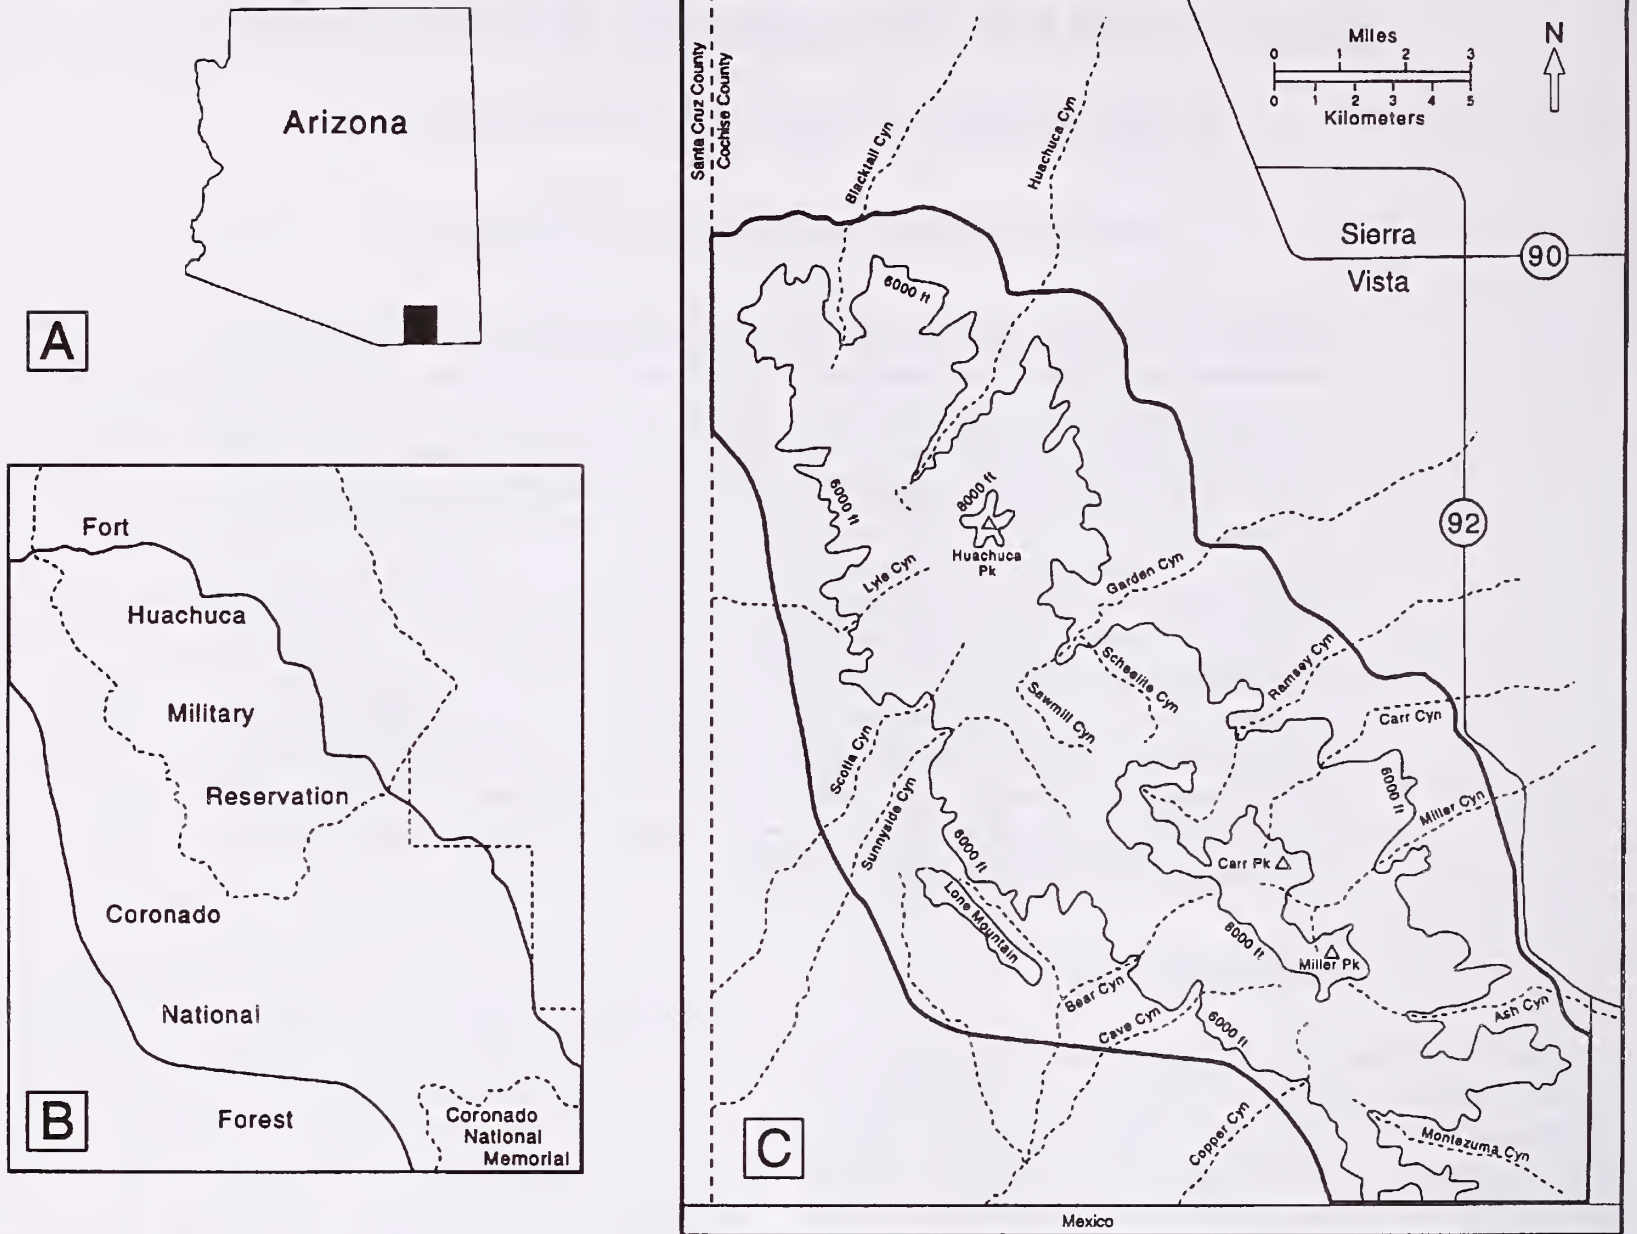 Arizona
A
Fort
Huachuca
Military
Reservation
Coronado
National
Forest
Coronado
National
Memorial
B
Santa Cruz County
Cochise County
Blacktail Cyn
Huachuca Cyn
Miles
0 1 2 3
0 1 2 3 4 5
Kilometers
N
Sierra
Vista
90
92
6000 ft
6000 ft
8000 ft
Huachuca
Pk
Lyle Cyn
Garden Cyn
Scheelite Cyn
Sawmill Cyn
Ramsey Cyn
Carr Cyn
Scotia Cyn
Sunnyside Cyn
6000 ft
Miller Cyn
6000 ft
Carr Pk
Lone Mountain
8000 ft
Miller Pk
Bear Cyn
Cave Cyn
6000 ft
Ash Cyn
Copper Cyn
Montezuma Cyn
C
Mexico